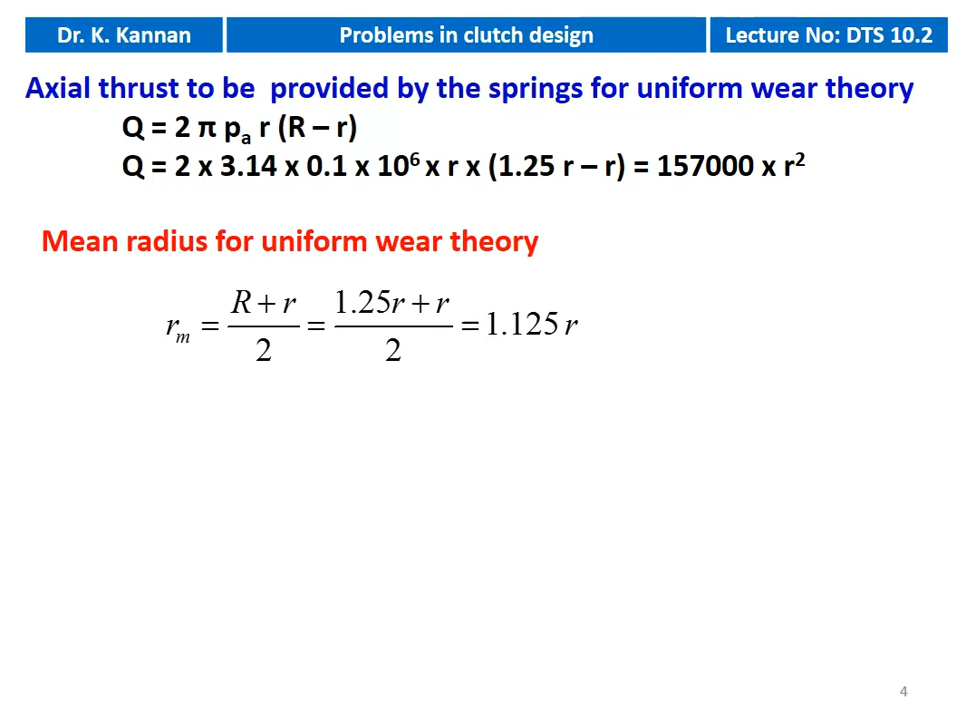 Dr. K. Kannan Problems in clutch design Lecture No: DTS 10.2
Axial thrust to be provided by the springs for uniform wear theory
Q = 2 π pₐ r (R – r)
Q = 2 x 3.14 x 0.1 x 10⁶ x r x (1.25 r – r) = 157000 x r²
Mean radius for uniform wear theory
rₘ = (R + r)/2 = (1.25r + r)/2 = 1.125 r
4